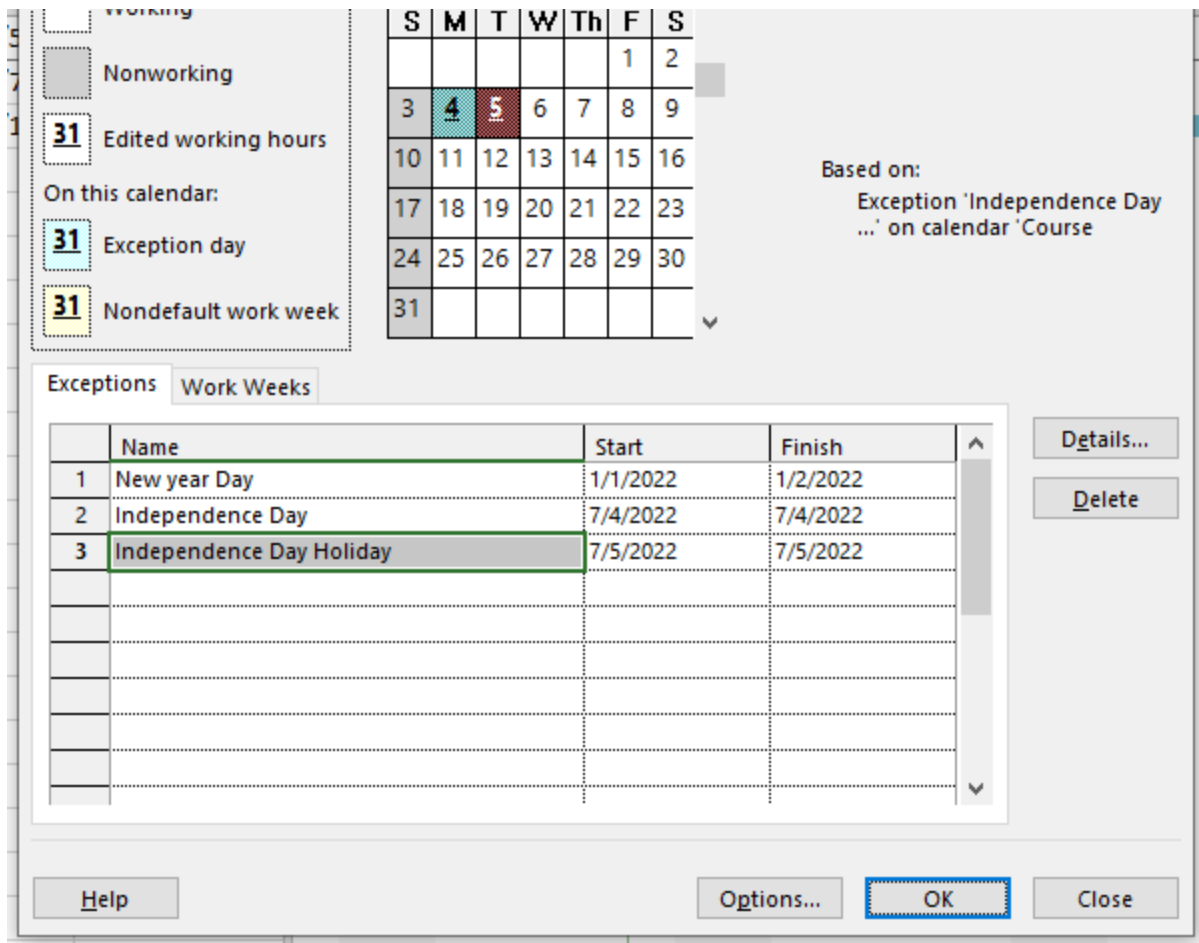 Working
S M T W Th F S
Nonworking
1 2
3 4 5 6 7 8 9
31 Edited working hours
10 11 12 13 14 15 16
Based on:
On this calendar:
17 18 19 20 21 22 23
Exception 'Independence Day
...' on calendar 'Course
31 Exception day
24 25 26 27 28 29 30
31 Nondefault work week
31
Exceptions Work Weeks
Name Start Finish
Details...
1 New year Day 1/1/2022 1/2/2022
Delete
2 Independence Day 7/4/2022 7/4/2022
3 Independence Day Holiday 7/5/2022 7/5/2022
Help Options... OK Close